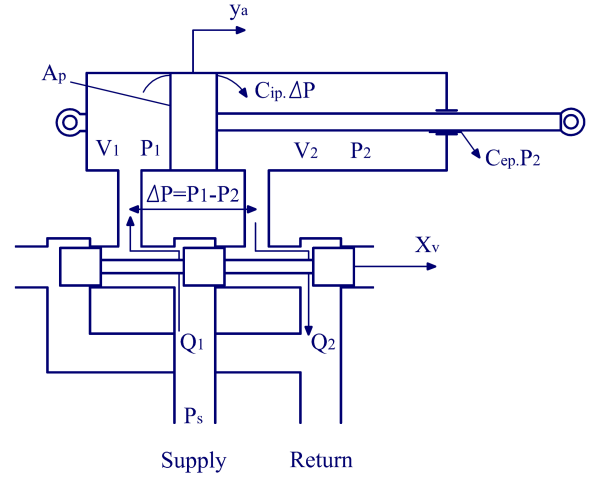 ya
Ap
Cip.ΔP
V1 P1 V2 P2
Cep.P2
ΔP=P1-P2
Xv
Q1 Q2
Ps
Supply Return